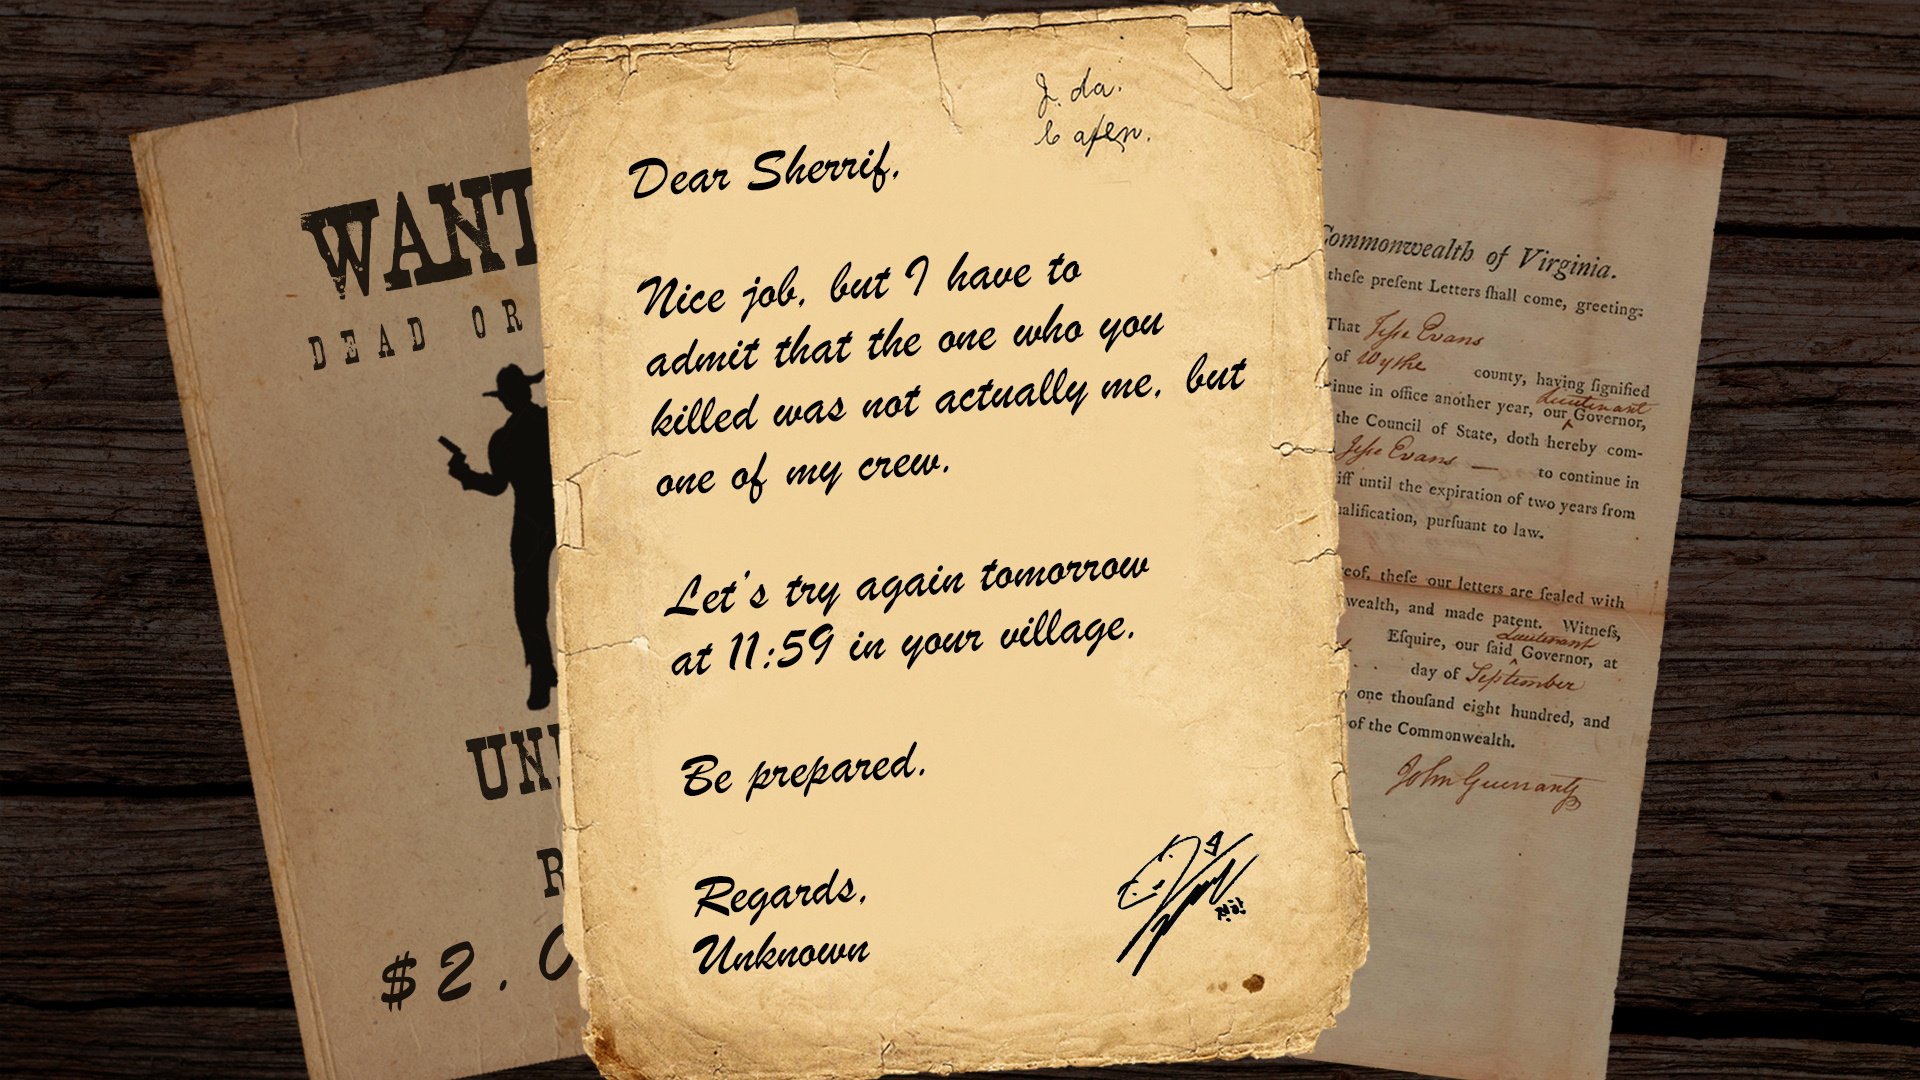 WANT
DEAD OR
UN
R
$2.0
J. da.
Dear Sherrif,
Nice job, but I have to
admit that the one who you
killed was not actually me, but
one of my crew.
Let's try again tomorrow
at 11:59 in your village.
Be prepared.
Regards,
Unknown
Commonwealth of Virginia.
theſe preſent Letters ſhall come, greeting:
That Jeſse Evans
of Wythe county, having ſignified
inue in office another year, our Lieutenant Governor,
the Council of State, doth hereby com-
Jeſse Evans — to continue in
iff until the expiration of two years from
ualification, purſuant to law.
reof, theſe our letters are ſealed with
wealth, and made patent. Witneſs,
Eſquire, our ſaid Lieutenant Governor, at
day of September
one thouſand eight hundred, and
of the Commonwealth.
John Guerrant